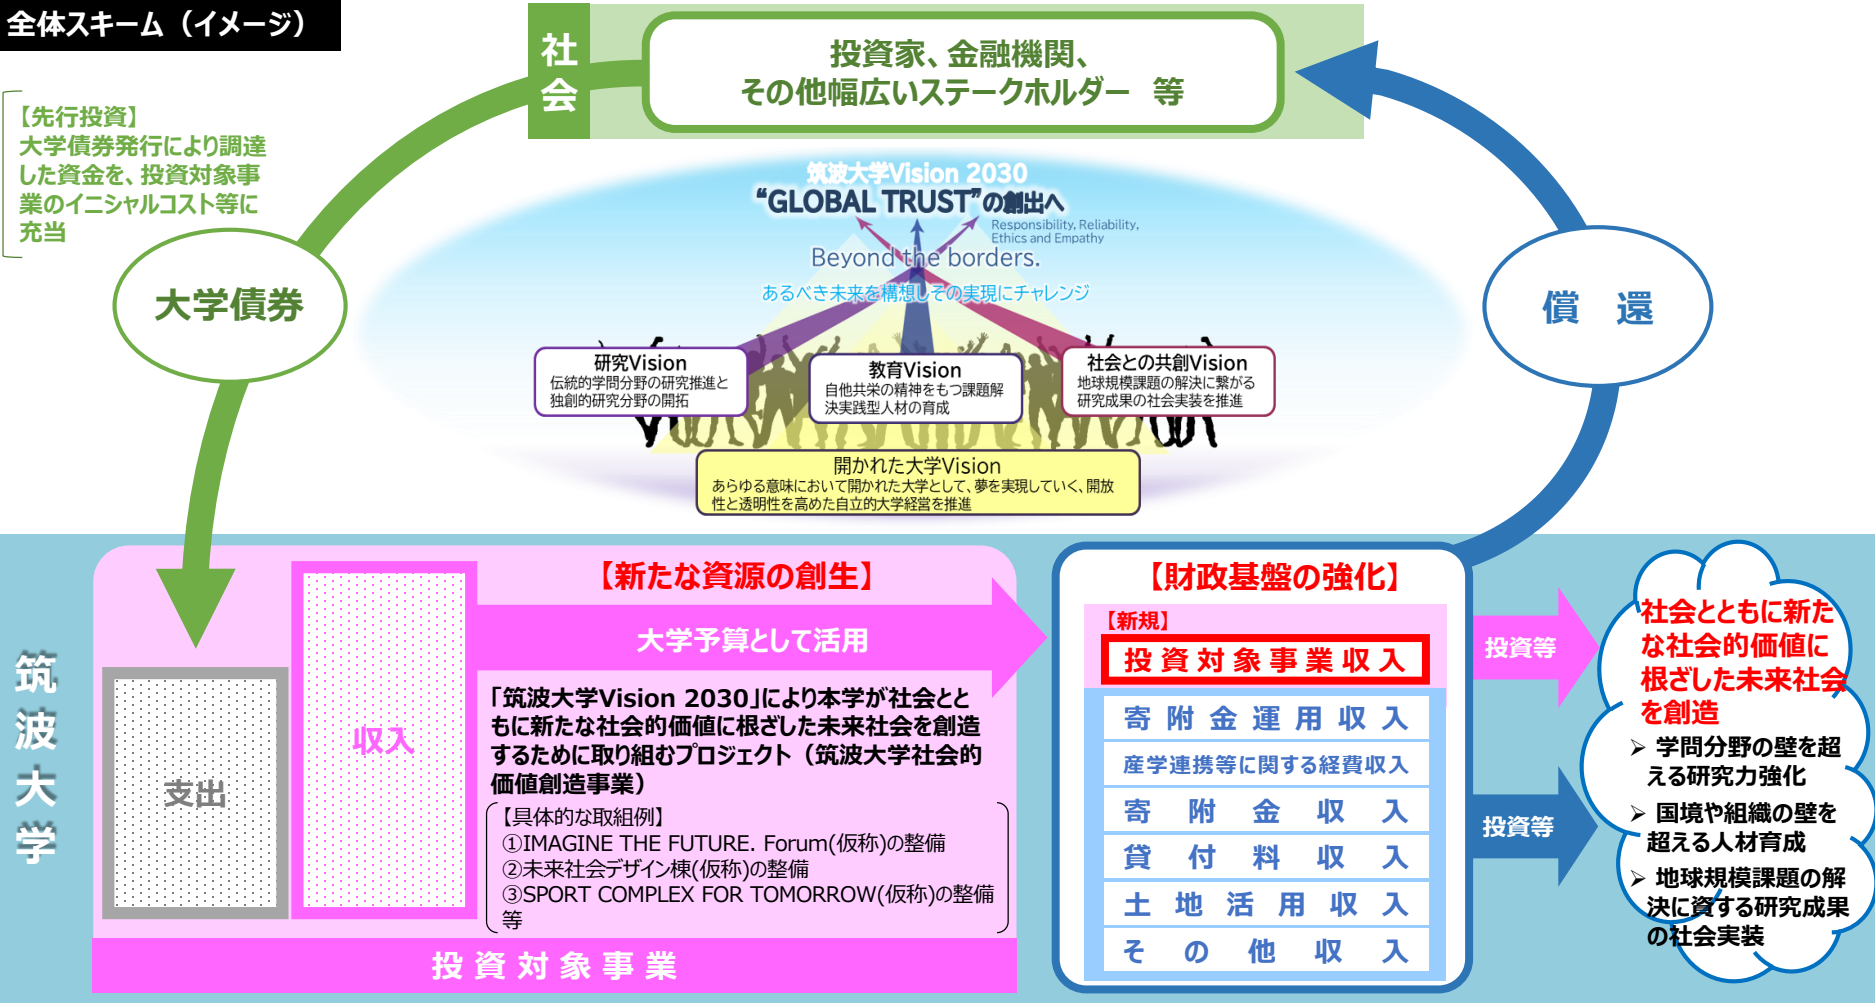 全体スキーム（イメージ）
社会
投資家、金融機関、
その他幅広いステークホルダー 等
【先行投資】
大学債券発行により調達
した資金を、投資対象事
業のイニシャルコスト等に
充当
大学債券
償還
筑波大学Vision 2030
“GLOBAL TRUST”の創出へ
Responsibility, Reliability,
Ethics and Empathy
Beyond the borders.
あるべき未来を構想しその実現にチャレンジ
研究Vision
伝統的学問分野の研究推進と
独創的研究分野の開拓
教育Vision
自他共栄の精神をもつ課題解
決実践型人材の育成
社会との共創Vision
地球規模課題の解決に繋がる
研究成果の社会実装を推進
開かれた大学Vision
あらゆる意味において開かれた大学として、夢を実現していく、開放
性と透明性を高めた自立的大学経営を推進
筑波大学
支出
収入
【新たな資源の創生】
大学予算として活用
「筑波大学Vision 2030」により本学が社会とと
もに新たな社会的価値に根ざした未来社会を創造
するために取り組むプロジェクト（筑波大学社会的
価値創造事業）
【具体的な取組例】
①IMAGINE THE FUTURE. Forum(仮称)の整備
②未来社会デザイン棟(仮称)の整備
③SPORT COMPLEX FOR TOMORROW(仮称)の整備
等
投資対象事業
【財政基盤の強化】
【新規】
投資対象事業収入
寄附金運用収入
産学連携等に関する経費収入
寄附金収入
貸付料収入
土地活用収入
その他収入
投資等
投資等
社会とともに新た
な社会的価値に
根ざした未来社会
を創造
➢ 学問分野の壁を超
える研究力強化
➢ 国境や組織の壁を
超える人材育成
➢ 地球規模課題の解
決に資する研究成果
の社会実装